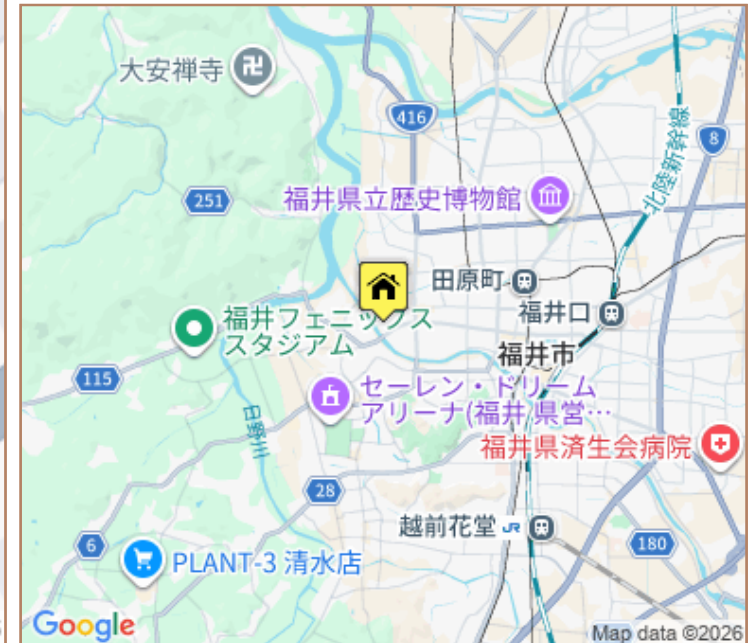 大安禅寺
416
8
北陸新幹線
251
福井県立歴史博物館
田原町
福井口
福井フェニックス
スタジアム
福井市
115
セーレン・ドリーム
アリーナ(福井 県営…
日野川
福井県済生会病院
28
越前花堂 JR
6
180
PLANT-3 清水店
Google
Map data ©2026